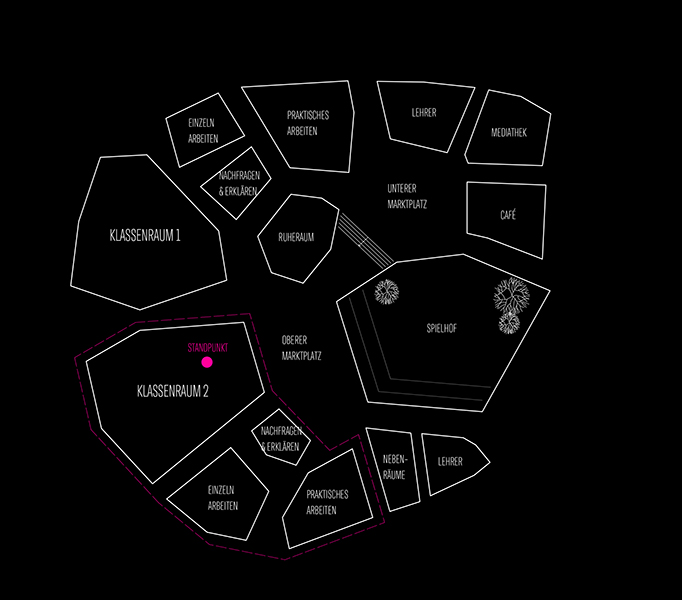 EINZELN
ARBEITEN
PRAKTISCHES
ARBEITEN
LEHRER
MEDIATHEK
NACHFRAGEN
& ERKLÄREN
UNTERER
MARKTPLATZ
CAFÉ
KLASSENRAUM 1
RUHERAUM
SPIELHOF
STANDPUNKT
OBERER
MARKTPLATZ
KLASSENRAUM 2
NACHFRAGEN
& ERKLÄREN
NEBEN-
RÄUME
LEHRER
EINZELN
ARBEITEN
PRAKTISCHES
ARBEITEN